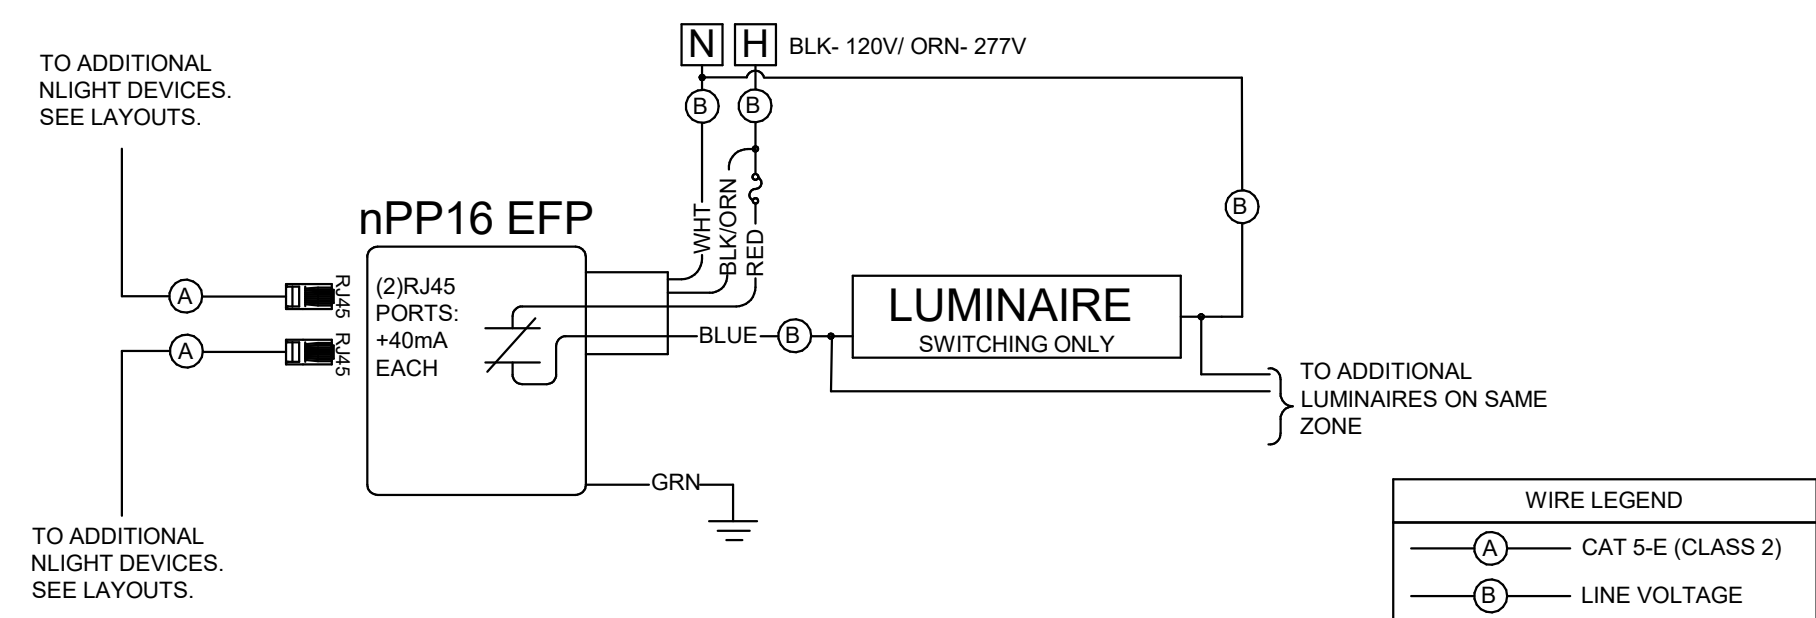 N H BLK- 120V/ ORN- 277V
TO ADDITIONAL
NLIGHT DEVICES.
SEE LAYOUTS.
B B
WHT
BLK/ORN
RED
B
nPP16 EFP
A
RJ45
(2)RJ45
PORTS:
+40mA
EACH
A
RJ45
BLUE
B
LUMINAIRE
SWITCHING ONLY
TO ADDITIONAL
LUMINAIRES ON SAME
ZONE
GRN
TO ADDITIONAL
NLIGHT DEVICES.
SEE LAYOUTS.
WIRE LEGEND
A CAT 5-E (CLASS 2)
B LINE VOLTAGE